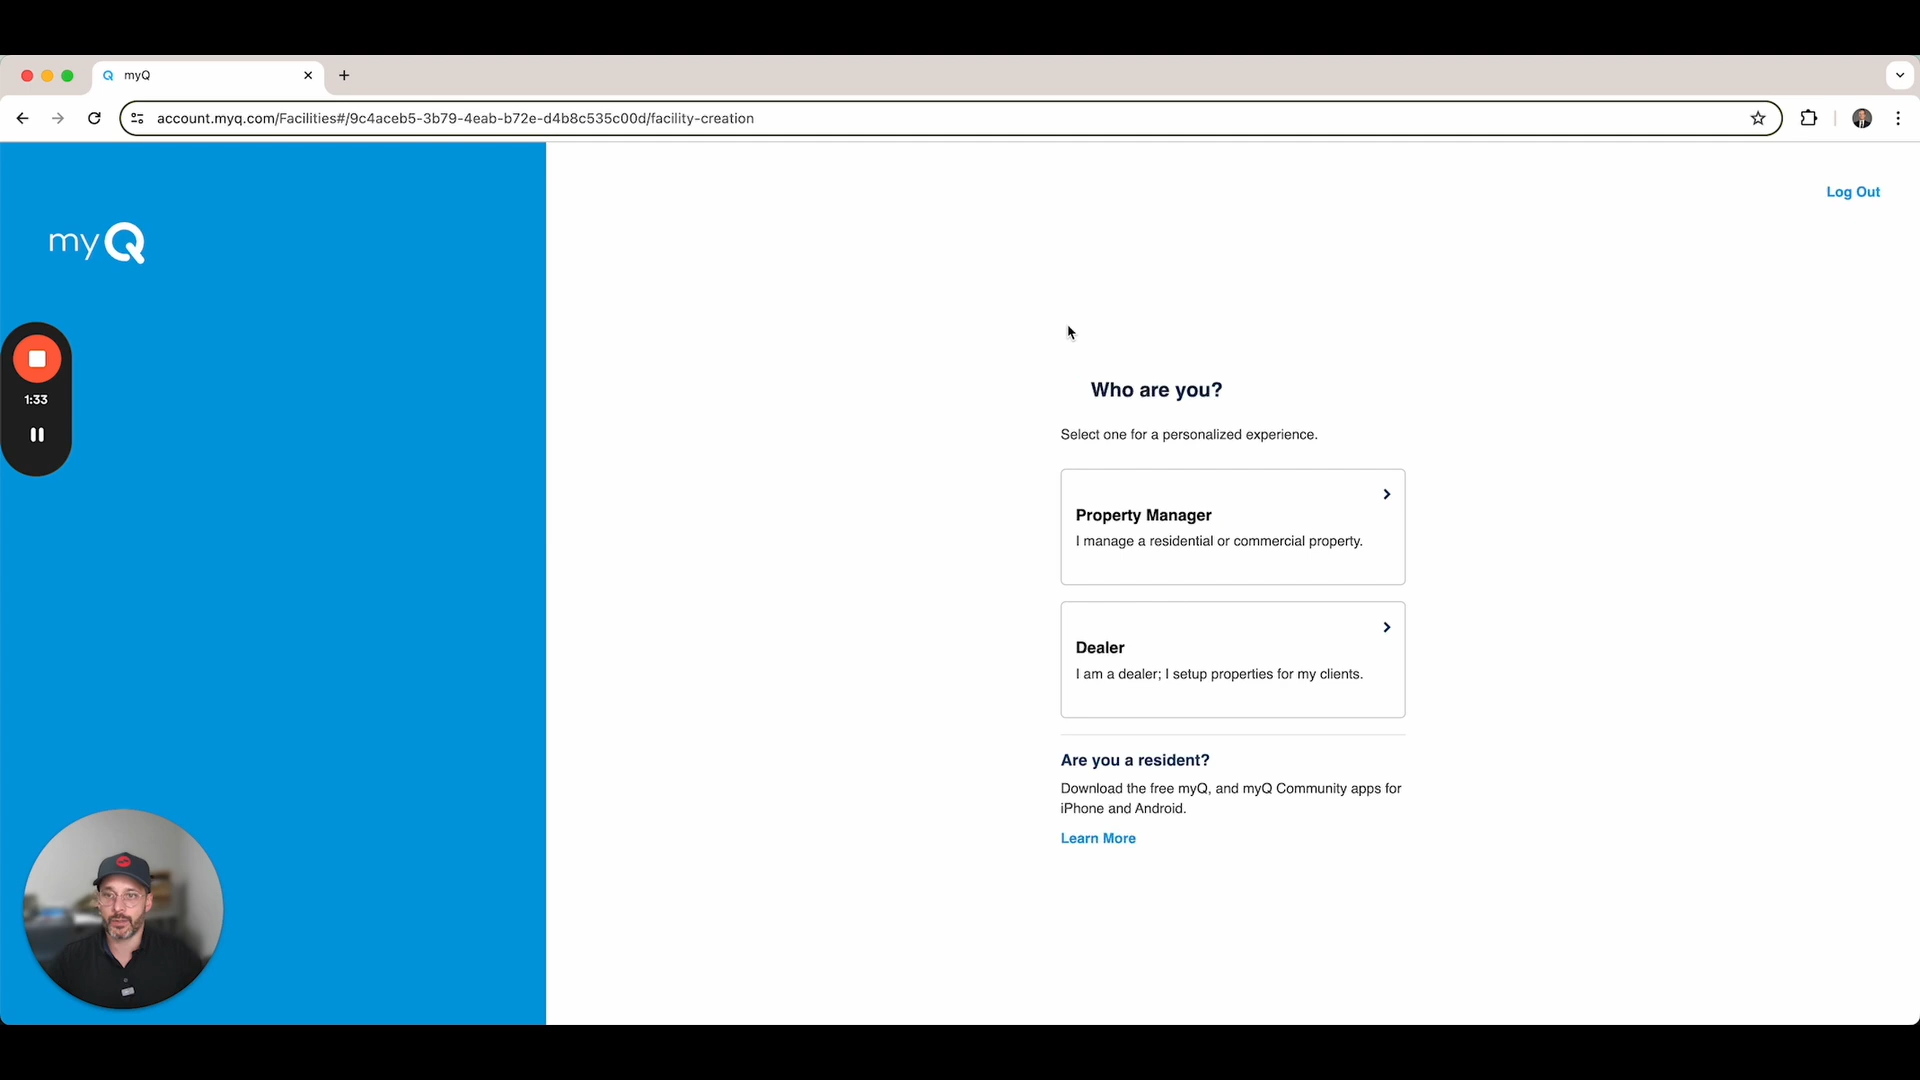 myQ
account.myq.com/Facilities#/9c4aceb5-3b79-4eab-b72e-d4b8c535c00d/facility-creation
Log Out
myQ
1:33
Who are you?
Select one for a personalized experience.
Property Manager
I manage a residential or commercial property.
Dealer
I am a dealer; I setup properties for my clients.
Are you a resident?
Download the free myQ, and myQ Community apps for
iPhone and Android.
Learn More